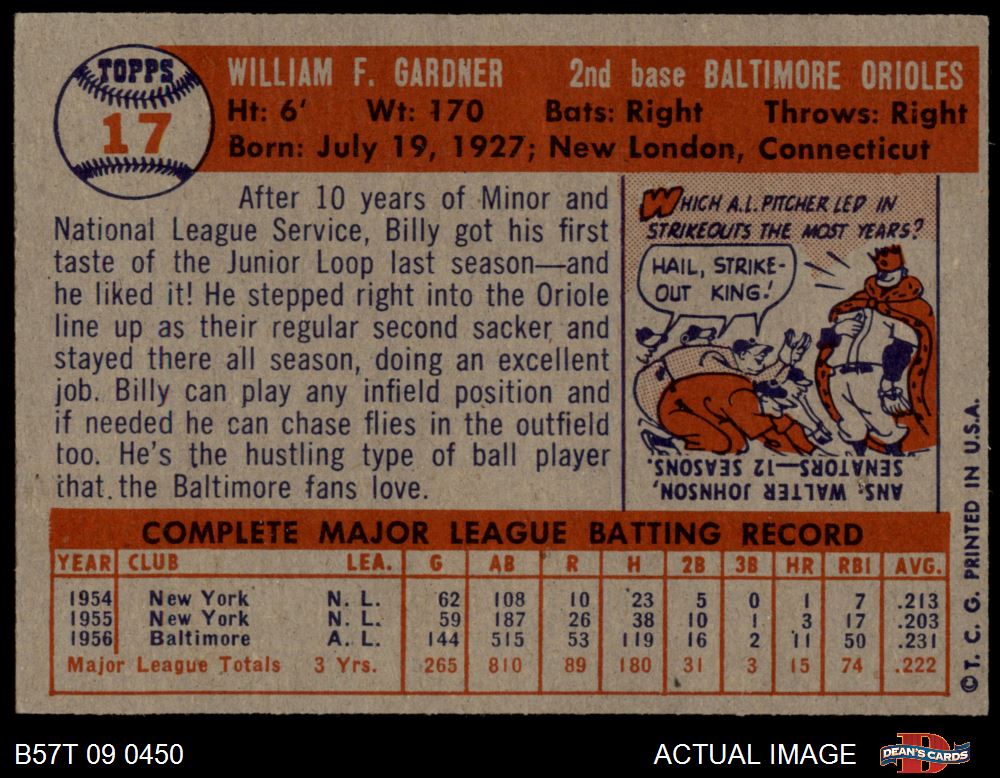 TOPPS
17
WILLIAM F. GARDNER 2nd base BALTIMORE ORIOLES
Ht: 6' Wt: 170 Bats: Right Throws: Right
Born: July 19, 1927; New London, Connecticut
After 10 years of Minor and
National League Service, Billy got his first
taste of the Junior Loop last season—and
he liked it! He stepped right into the Oriole
line up as their regular second sacker and
stayed there all season, doing an excellent
job. Billy can play any infield position and
if needed he can chase flies in the outfield
too. He's the hustling type of ball player
that the Baltimore fans love.
WHICH A.L. PITCHER LED IN
STRIKEOUTS THE MOST YEARS?
HAIL, STRIKE-
OUT KING!
ANS: WALTER JOHNSON,
SENATORS—12 SEASONS.
COMPLETE MAJOR LEAGUE BATTING RECORD
YEAR CLUB LEA. G AB R H 2B 3B HR RBI AVG.
1954 New York N. L. 62 108 10 23 5 0 1 7 .213
1955 New York N. L. 59 187 26 38 10 1 3 17 .203
1956 Baltimore A. L. 144 515 53 119 16 2 11 50 .231
Major League Totals 3 Yrs. 265 810 89 180 31 3 15 74 .222
© T. C. G. PRINTED IN U.S.A.
B57T 09 0450
ACTUAL IMAGE
D
DEAN'S CARDS